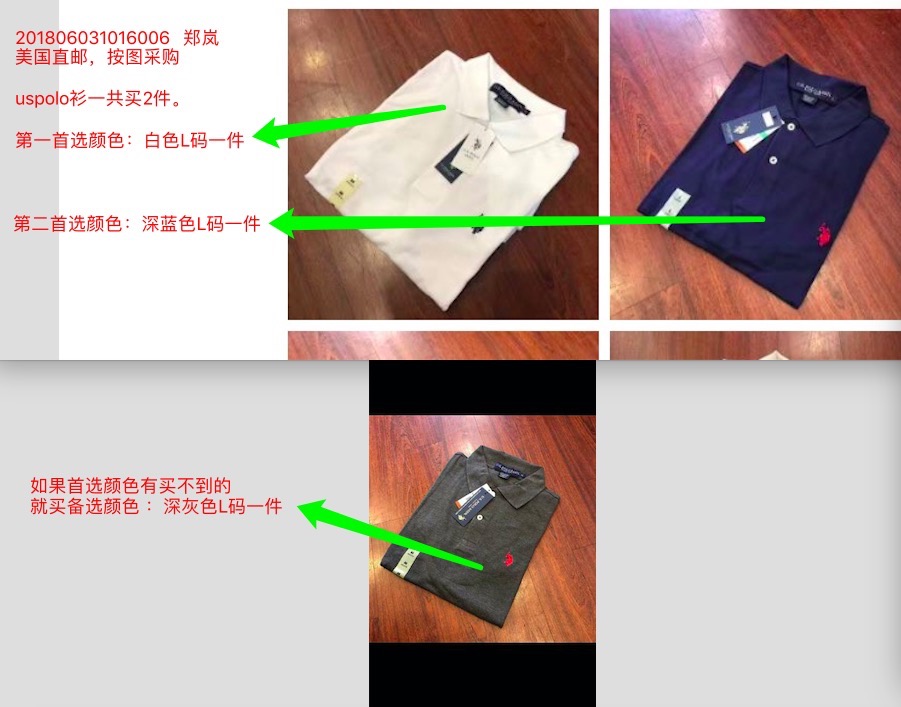 201806031016006 郑岚
美国直邮，按图采购
uspolo衫一共买2件。
第一首选颜色：白色L码一件
第二首选颜色：深蓝色L码一件
如果首选颜色有买不到的
就买备选颜色 ：深灰色L码一件